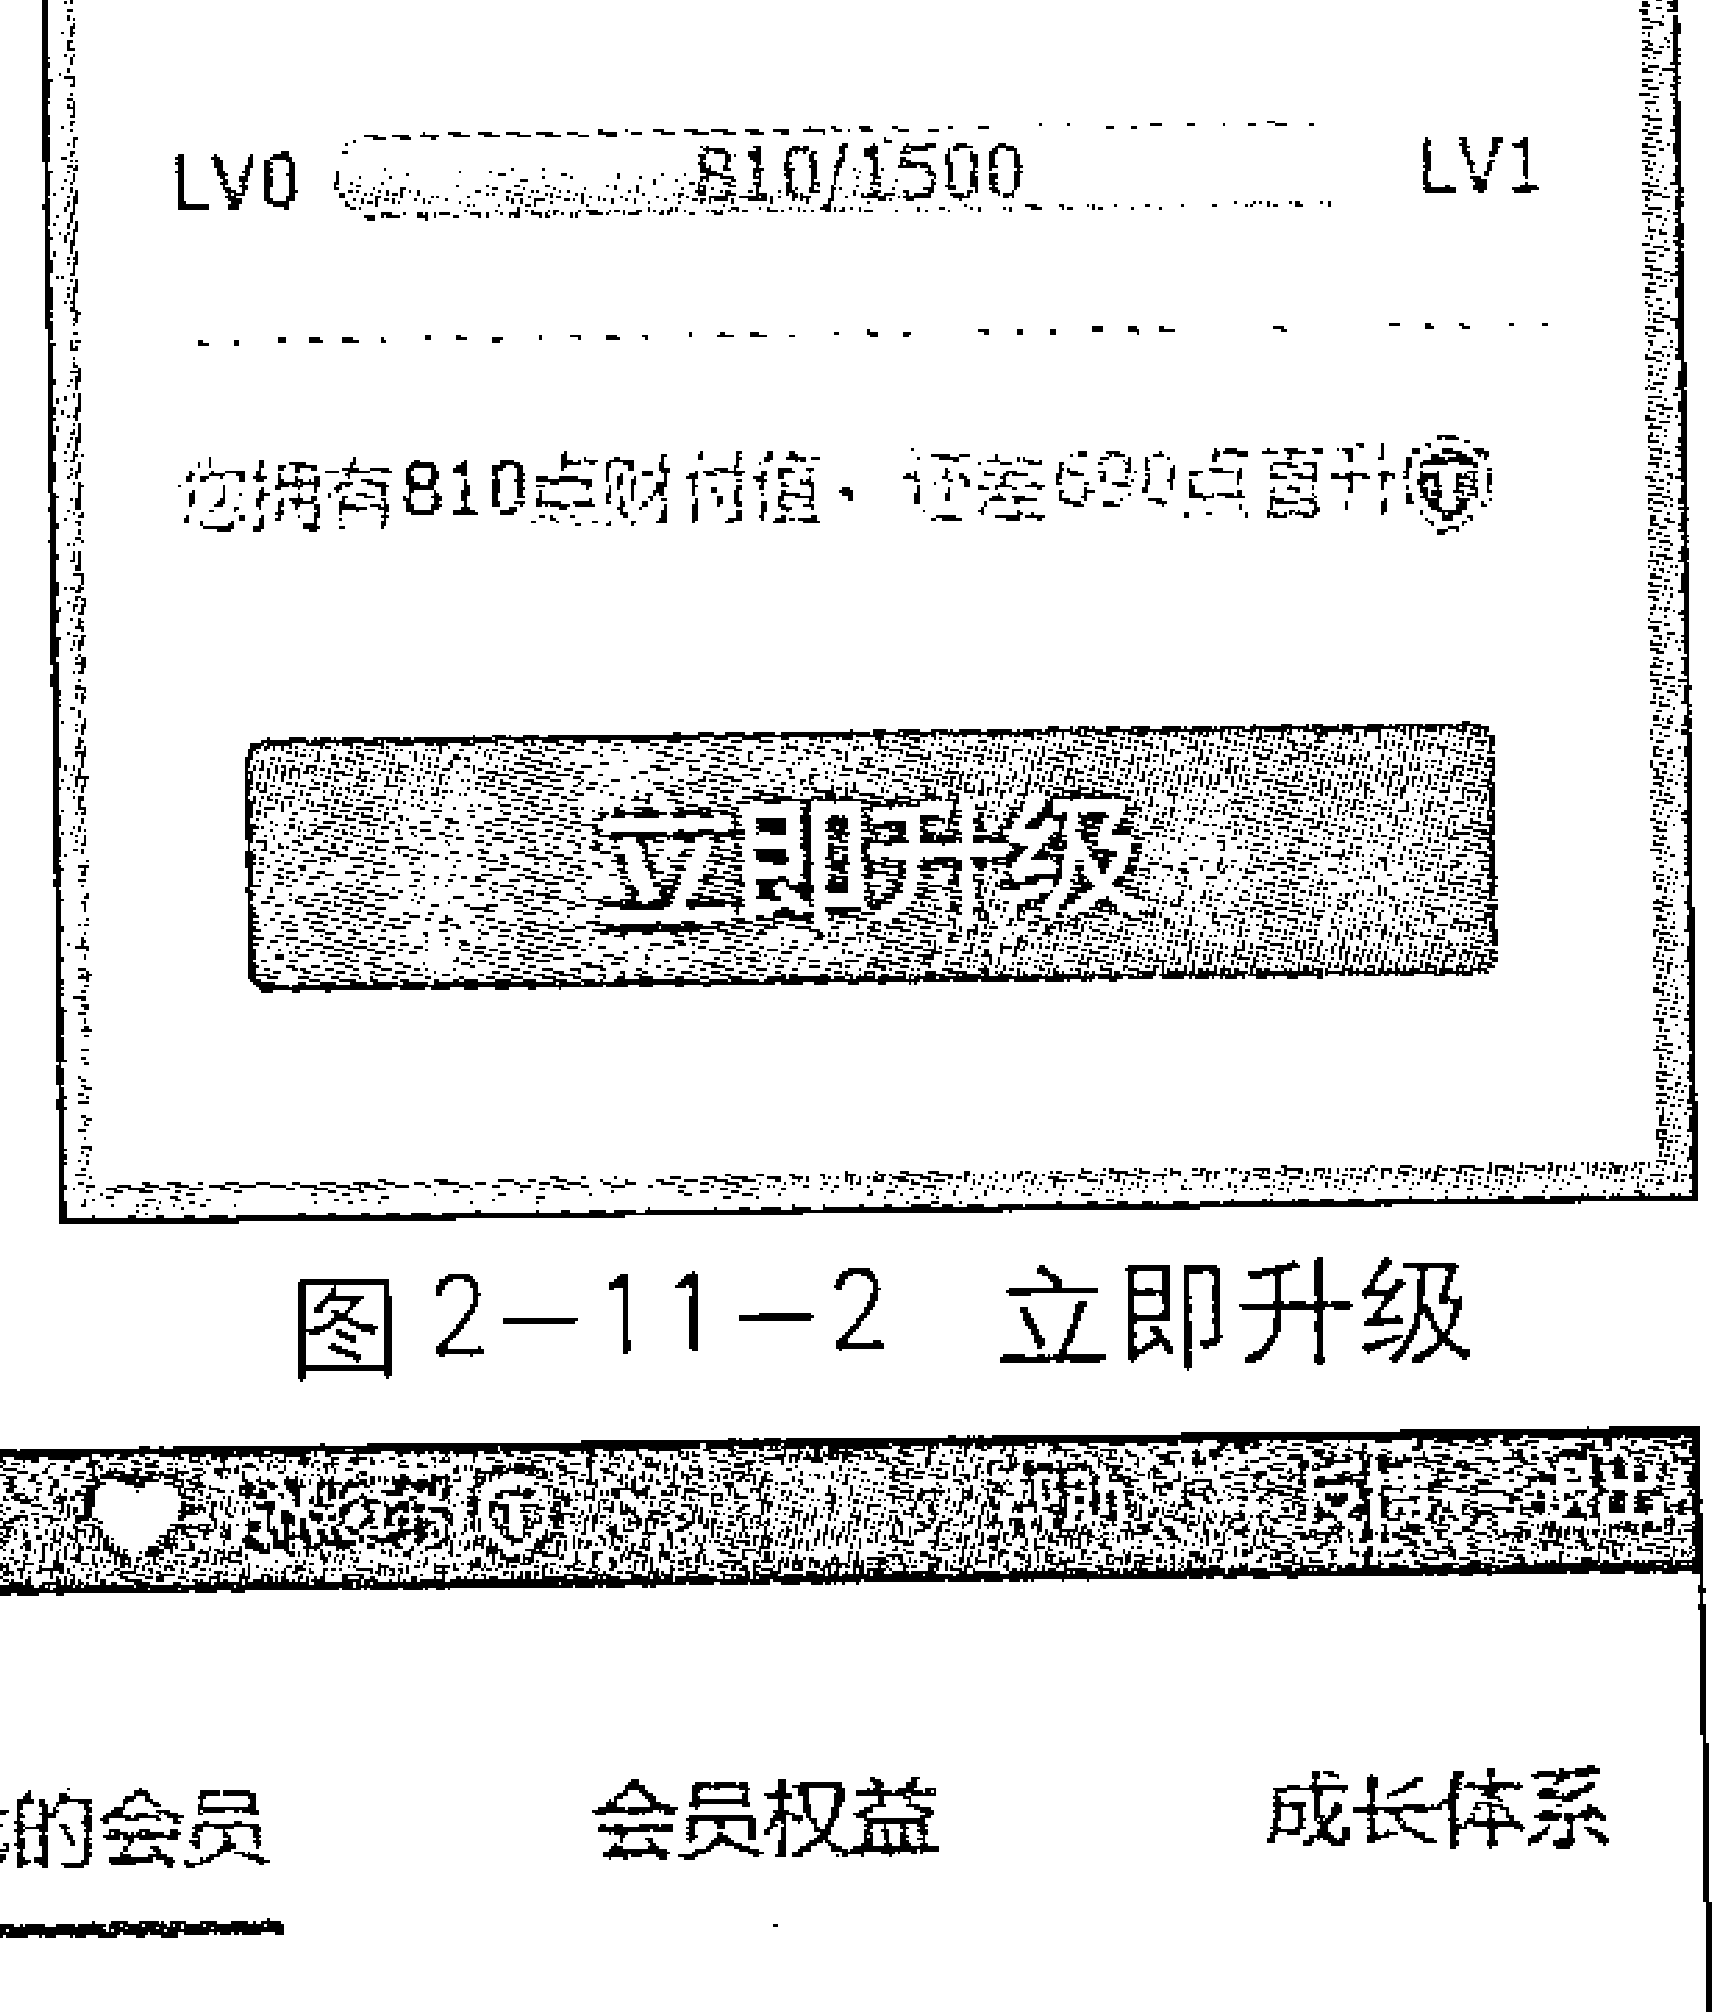 LV0 810/1500 LV1
您拥有810点财付值，还差690点直升①
立即升级
图2-11-2 立即升级
的会员 会员权益 成长体系